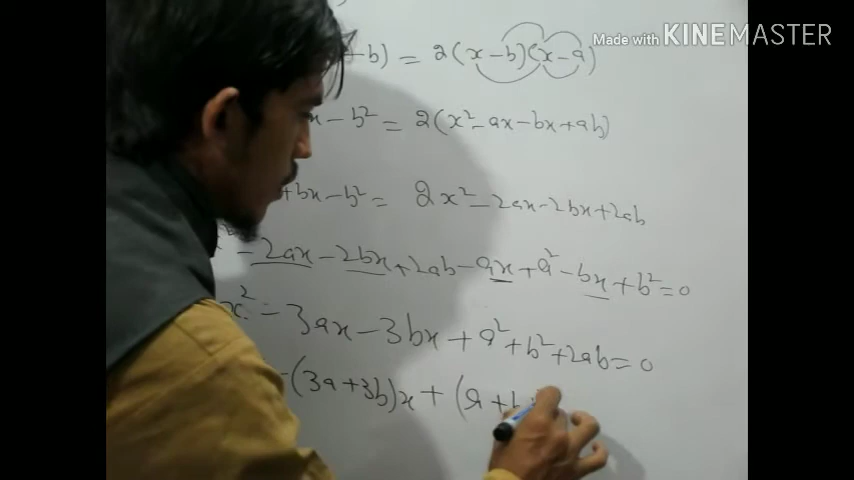 Made with KINEMASTER
-b) = 2(x-b)(x-a)
x - b² = 2(x² - ax - bx + ab)
+bx - b² = 2x² - 2ax - 2bx + 2ab
- 2ax - 2bx + 2ab - ax + a² - bx + b² = 0
x² - 3ax - 3bx + a² + b² + 2ab = 0
-(3a+3b)x + (a+b